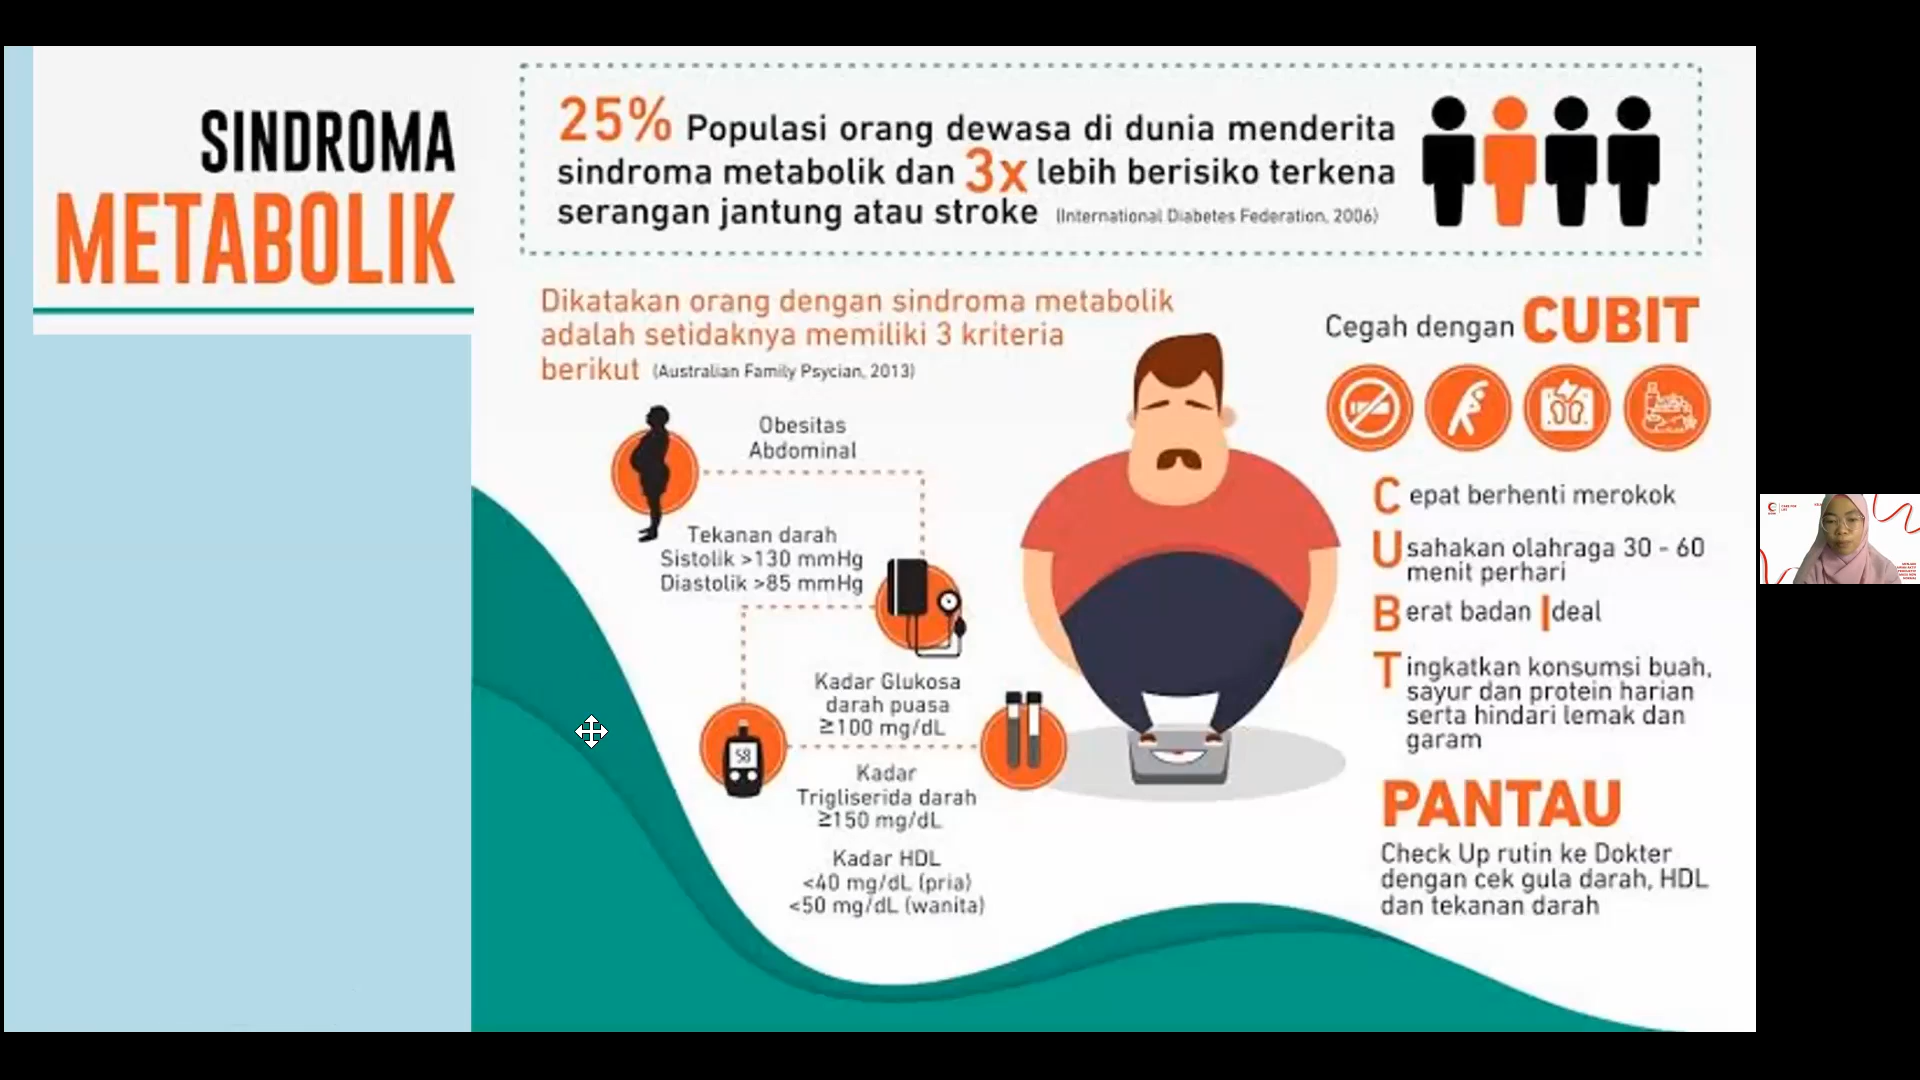 SINDROMA
METABOLIK
25% Populasi orang dewasa di dunia menderita
sindroma metabolik dan 3x lebih berisiko terkena
serangan jantung atau stroke (International Diabetes Federation, 2006)
Dikatakan orang dengan sindroma metabolik
adalah setidaknya memiliki 3 kriteria
berikut (Australian Family Psycian, 2013)
Obesitas
Abdominal
Tekanan darah
Sistolik >130 mmHg
Diastolik >85 mmHg
Kadar Glukosa
darah puasa
≥100 mg/dL
58
Kadar
Trigliserida darah
≥150 mg/dL
Kadar HDL
<40 mg/dL (pria)
<50 mg/dL (wanita)
Cegah dengan CUBIT
Cepat berhenti merokok
Usahakan olahraga 30 - 60
menit perhari
Berat badan Ideal
Tingkatkan konsumsi buah,
sayur dan protein harian
serta hindari lemak dan
garam
PANTAU
Check Up rutin ke Dokter
dengan cek gula darah, HDL
dan tekanan darah